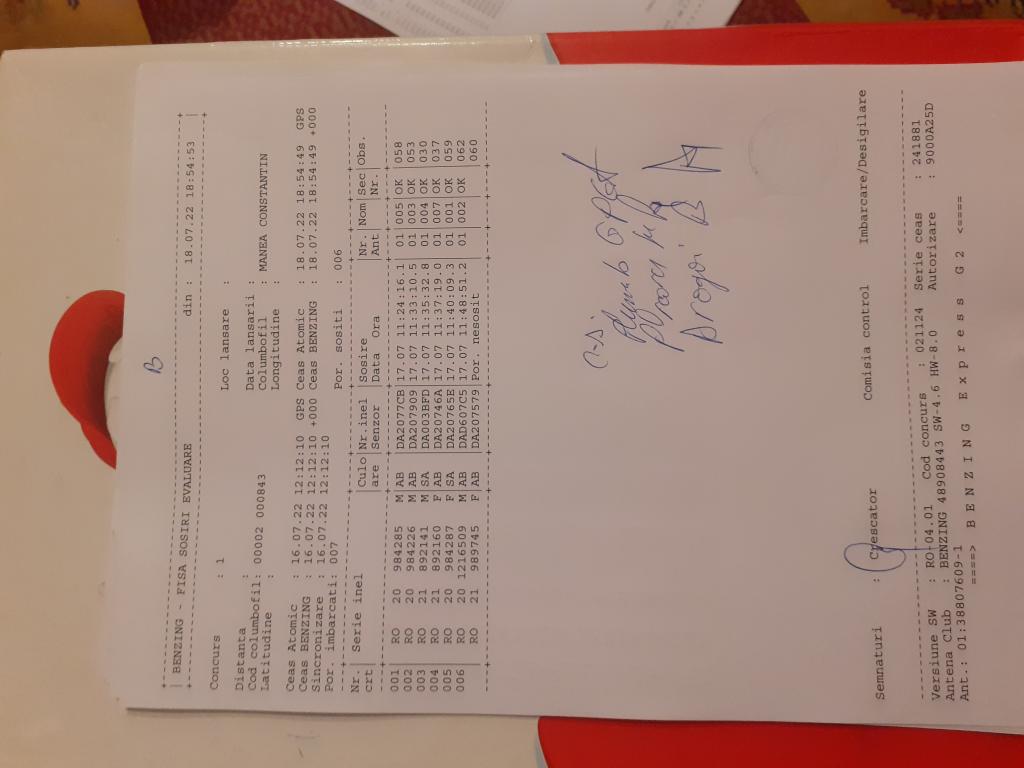 B
| BENZING - FISA SOSIRI EVALUARE din : 18.07.22 18:54:53 |
Concurs : 1 Loc lansare :
Distanta : Data lansarii :
Cod columbofil: 00002 000843 Columbofil : MANEA CONSTANTIN
Latitudine : Longitudine :
Ceas Atomic : 16.07.22 12:12:10 GPS Ceas Atomic : 18.07.22 18:54:49 GPS
Ceas BENZING : 16.07.22 12:12:10 +000 Ceas BENZING : 18.07.22 18:54:49 +000
Sincronizare : 16.07.22 12:12:10
Por. imbarcati: 007 Por. sositi : 006
Nr.| Serie inel |Culo|Nr.inel |Sosire |Nr. |Nom|Sec|Obs.
crt| |are |Senzor |Data Ora |Ant| |Nr.|
001| RO 20 984285 M|AB |DA2077CB|17.07 11:24:16.1| 01|005|OK |058
002| RO 20 984226 M|AB |DA207909|17.07 11:33:10.5| 01|003|OK |053
003| RO 21 892141 M|SA |DA003BFD|17.07 11:35:32.8| 01|004|OK |030
004| RO 21 892160 F|AB |DA20746A|17.07 11:37:19.0| 01|007|OK |037
005| RO 20 984287 F|SA |DA20765E|17.07 11:40:09.3| 01|001|OK |059
006| RO 20 1216509 M|AB |DAD607C5|17.07 11:48:51.2| 01|002|OK |062
| RO 21 989745 F|AB |DA207579|Por. nesosit | | | |060
Semnaturi : Crescator Comisia control Imbarcare/Desigilare
Versiune SW : RO-04.01 Cod concurs : 021124 Serie ceas : 241881
Antena Club : BENZING 48908443 SW-4.6 HW-8.0 Autorizare : 9000A25D
Ant.: 01:38807609-1
====> B E N Z I N G E x p r e s s G 2 <====